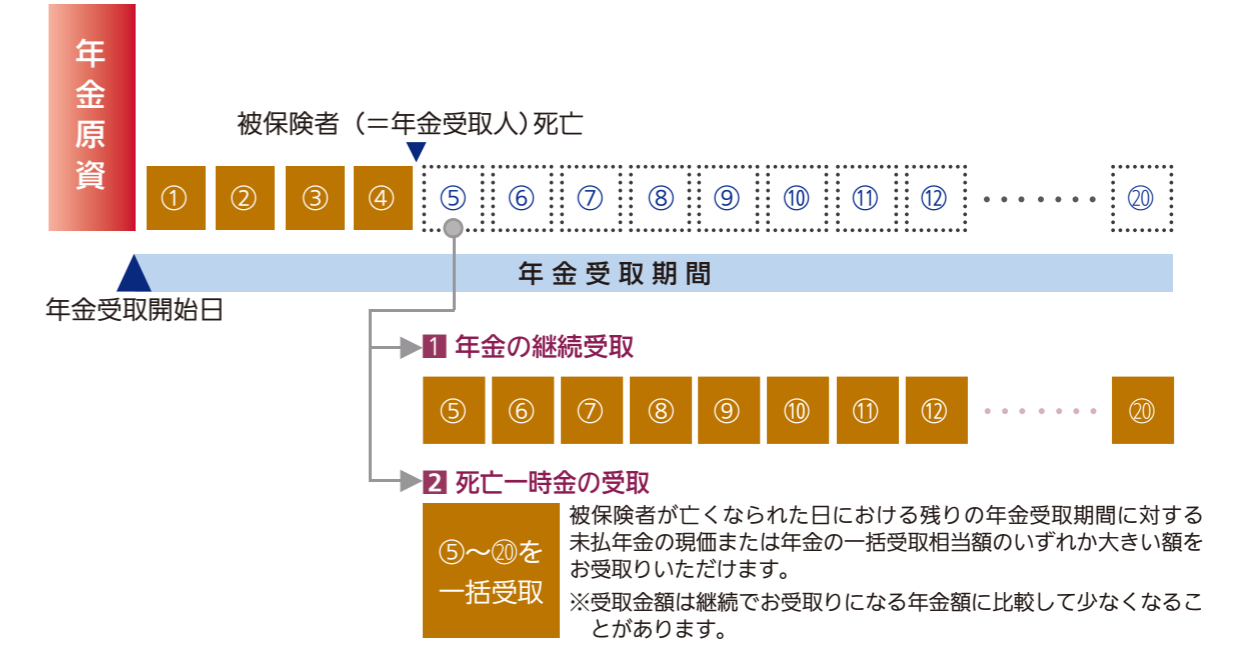 年金原資
被保険者（＝年金受取人）死亡
① ② ③ ④ ⑤ ⑥ ⑦ ⑧ ⑨ ⑩ ⑪ ⑫ ・・・・・・・ ⑳
年金受取期間
年金受取開始日
1 年金の継続受取
⑤ ⑥ ⑦ ⑧ ⑨ ⑩ ⑪ ⑫ ・・・・・・・ ⑳
2 死亡一時金の受取
⑤～⑳を
一括受取
被保険者が亡くなられた日における残りの年金受取期間に対する
未払年金の現価または年金の一括受取相当額のいずれか大きい額を
お受取りいただけます。
※受取金額は継続でお受取りになる年金額に比較して少なくなるこ
とがあります。